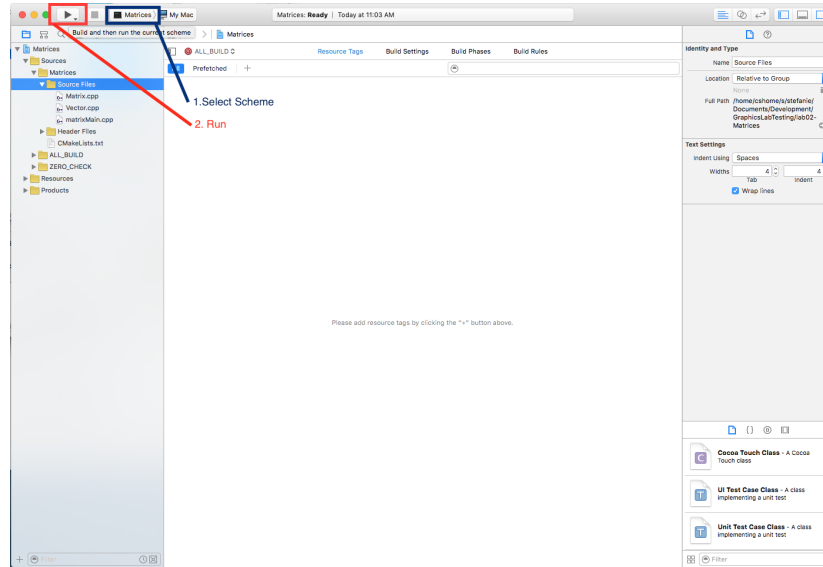 Matrices
My Mac
Matrices: Ready | Today at 11:03 AM
Build and then run the current scheme
Matrices
Matrices
Sources
Matrices
Source Files
Matrix.cpp
Vector.cpp
matrixMain.cpp
Header Files
CMakeLists.txt
ALL_BUILD
ZERO_CHECK
Resources
Products
Filter
ALL_BUILD
Resource Tags
Build Settings
Build Phases
Build Rules
Prefetched
1.Select Scheme
2. Run
Please add resource tags by clicking the "+" button above.
Identity and Type
Name Source Files
Location Relative to Group
None
Full Path /home/cshome/s/stefanie/
Documents/Development/
GraphicsLabTesting/lab02-
Matrices
Text Settings
Indent Using Spaces
Widths 4 4
Tab Indent
Wrap lines
Cocoa Touch Class - A Cocoa
Touch class
UI Test Case Class - A class
implementing a unit test
Unit Test Case Class - A class
implementing a unit test
Filter